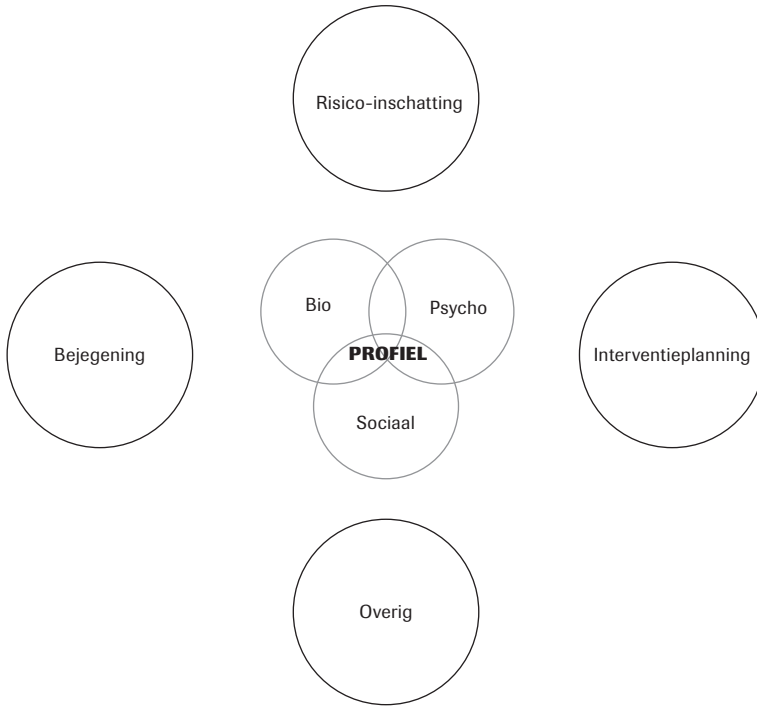 Risico-inschatting
Bio
Psycho
Bejegening
PROFIEL
Interventieplanning
Sociaal
Overig